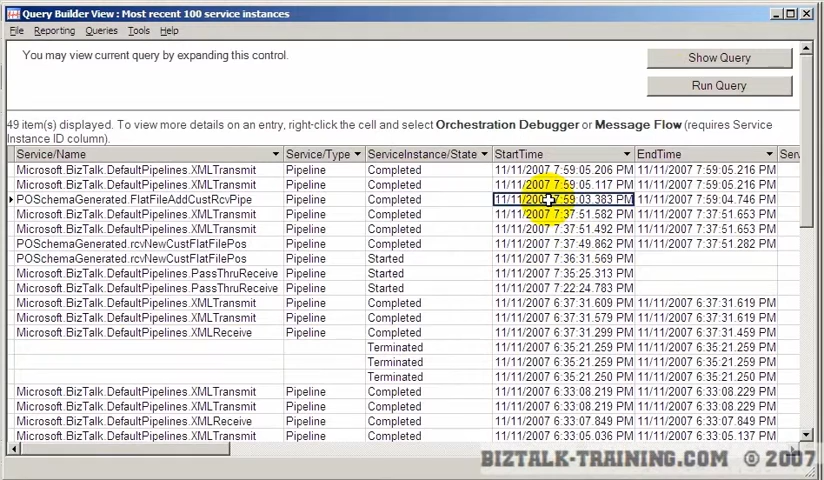 Query Builder View : Most recent 100 service instances
File Reporting Queries Tools Help
You may view current query by expanding this control.
Show Query
Run Query
49 item(s) displayed. To view more details on an entry, right-click the cell and select Orchestration Debugger or Message Flow (requires Service
Instance ID column).
Service/Name Service/Type ServiceInstance/State StartTime EndTime Serv
Microsoft.BizTalk.DefaultPipelines.XMLTransmit Pipeline Completed 11/11/2007 7:59:05.206 PM 11/11/2007 7:59:05.216 PM
Microsoft.BizTalk.DefaultPipelines.XMLTransmit Pipeline Completed 11/11/2007 7:59:05.117 PM 11/11/2007 7:59:05.216 PM
POSchemaGenerated.FlatFileAddCustRcvPipe Pipeline Completed 11/11/2007 7:59:03.383 PM 11/11/2007 7:59:04.746 PM
Microsoft.BizTalk.DefaultPipelines.XMLTransmit Pipeline Completed 11/11/2007 7:37:51.582 PM 11/11/2007 7:37:51.653 PM
Microsoft.BizTalk.DefaultPipelines.XMLTransmit Pipeline Completed 11/11/2007 7:37:51.492 PM 11/11/2007 7:37:51.653 PM
POSchemaGenerated.rcvNewCustFlatFilePos Pipeline Completed 11/11/2007 7:37:49.862 PM 11/11/2007 7:37:51.282 PM
POSchemaGenerated.rcvNewCustFlatFilePos Pipeline Started 11/11/2007 7:36:31.569 PM
Microsoft.BizTalk.DefaultPipelines.PassThruReceive Pipeline Started 11/11/2007 7:35:25.313 PM
Microsoft.BizTalk.DefaultPipelines.PassThruReceive Pipeline Started 11/11/2007 7:22:24.783 PM
Microsoft.BizTalk.DefaultPipelines.XMLTransmit Pipeline Completed 11/11/2007 6:37:31.609 PM 11/11/2007 6:37:31.619 PM
Microsoft.BizTalk.DefaultPipelines.XMLTransmit Pipeline Completed 11/11/2007 6:37:31.579 PM 11/11/2007 6:37:31.619 PM
Microsoft.BizTalk.DefaultPipelines.XMLReceive Pipeline Completed 11/11/2007 6:37:31.299 PM 11/11/2007 6:37:31.459 PM
Terminated 11/11/2007 6:35:21.259 PM 11/11/2007 6:35:21.259 PM
Terminated 11/11/2007 6:35:21.259 PM 11/11/2007 6:35:21.259 PM
Terminated 11/11/2007 6:35:21.250 PM 11/11/2007 6:35:21.250 PM
Microsoft.BizTalk.DefaultPipelines.XMLTransmit Pipeline Completed 11/11/2007 6:33:08.219 PM 11/11/2007 6:33:08.229 PM
Microsoft.BizTalk.DefaultPipelines.XMLTransmit Pipeline Completed 11/11/2007 6:33:08.079 PM 11/11/2007 6:33:08.229 PM
Microsoft.BizTalk.DefaultPipelines.XMLReceive Pipeline Completed 11/11/2007 6:33:07.849 PM 11/11/2007 6:33:07.849 PM
Microsoft.BizTalk.DefaultPipelines.XMLTransmit Pipeline Completed 11/11/2007 6:33:05.036 PM 11/11/2007 6:33:05.137 PM
BIZTALK-TRAINING.COM © 2007